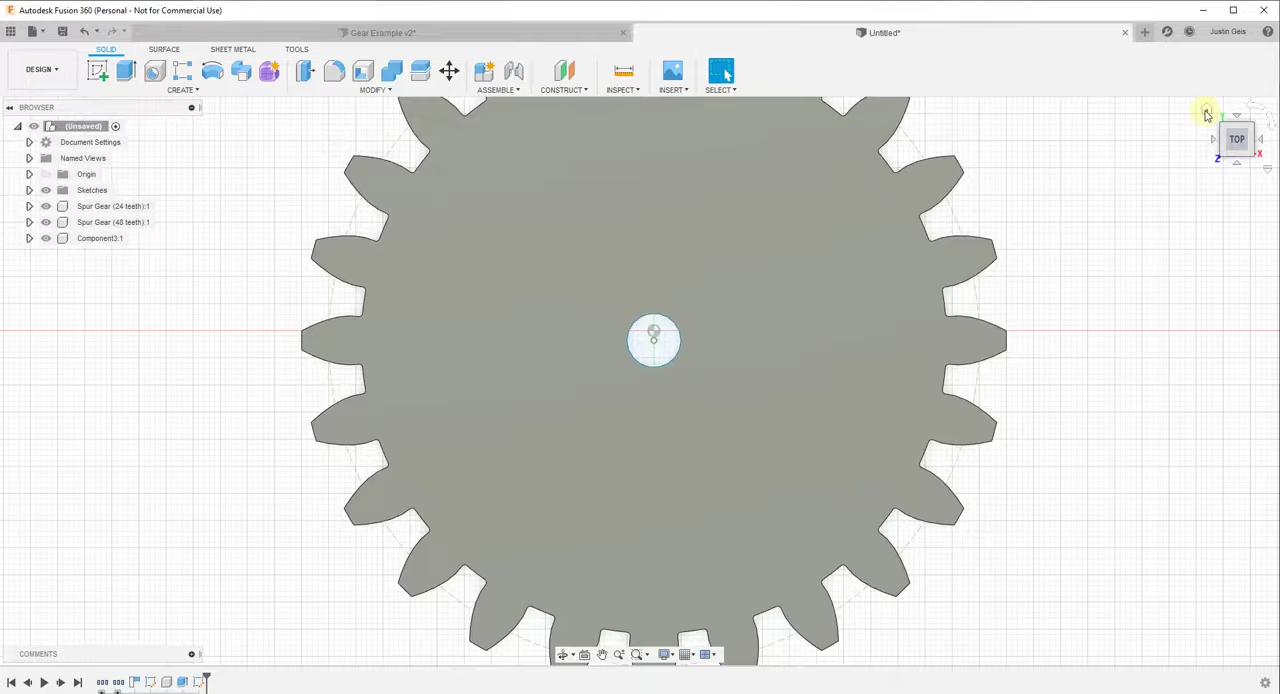 Autodesk Fusion 360 (Personal - Not for Commercial Use)
Gear Example v2*
Untitled*
Justin Geis
DESIGN
SOLID
SURFACE
SHEET METAL
TOOLS
CREATE
MODIFY
ASSEMBLE
CONSTRUCT
INSPECT
INSERT
SELECT
BROWSER
(Unsaved)
Document Settings
Named Views
Origin
Sketches
Spur Gear (24 teeth):1
Spur Gear (48 teeth):1
Component3:1
Y
TOP
X
Z
COMMENTS